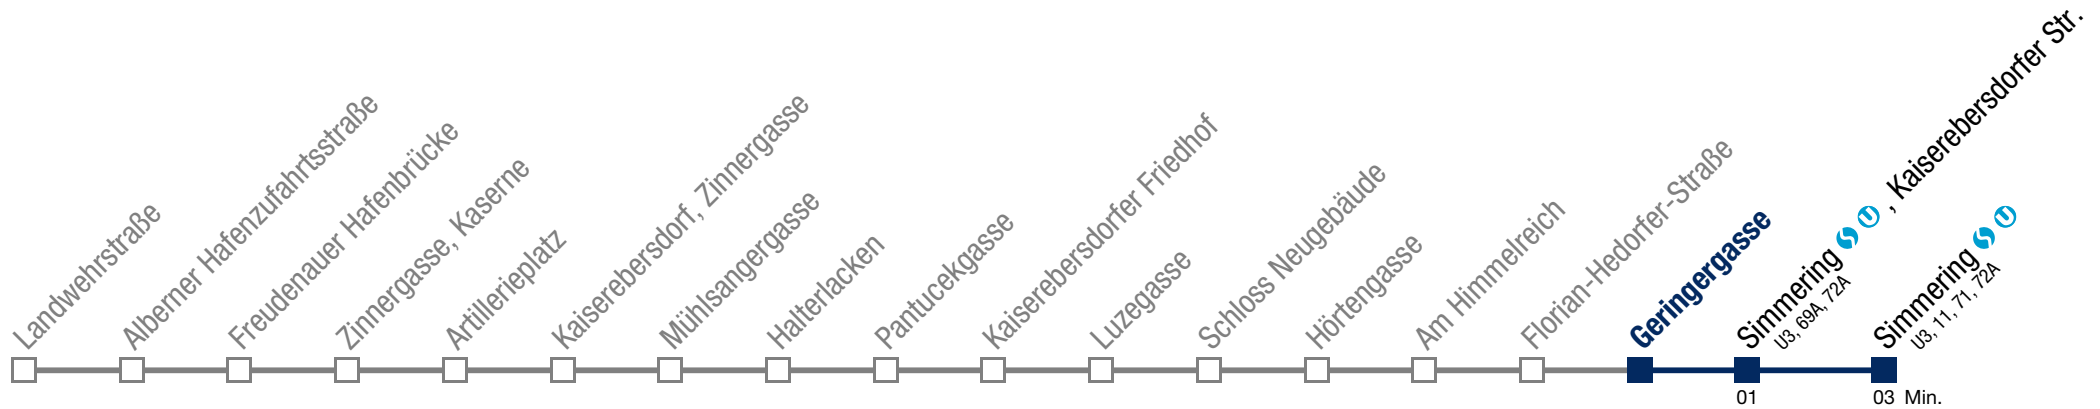 Landwehrstraße
Alberner Hafenzufahrtsstraße
Freudenauer Hafenbrücke
Zinnergasse, Kaserne
Artillerieplatz
Kaiserebersdorf, Zinnergasse
Mühlsangergasse
Halterlacken
Pantucekgasse
Kaiserebersdorfer Friedhof
Luzegasse
Schloss Neugebäude
Hörtengasse
Am Himmelreich
Florian-Hedorfer-Straße
Geringergasse
Simmering S U , Kaiserebersdorfer Str.
U3, 69A, 72A
Simmering S U
U3, 11, 71, 72A
01
03 Min.